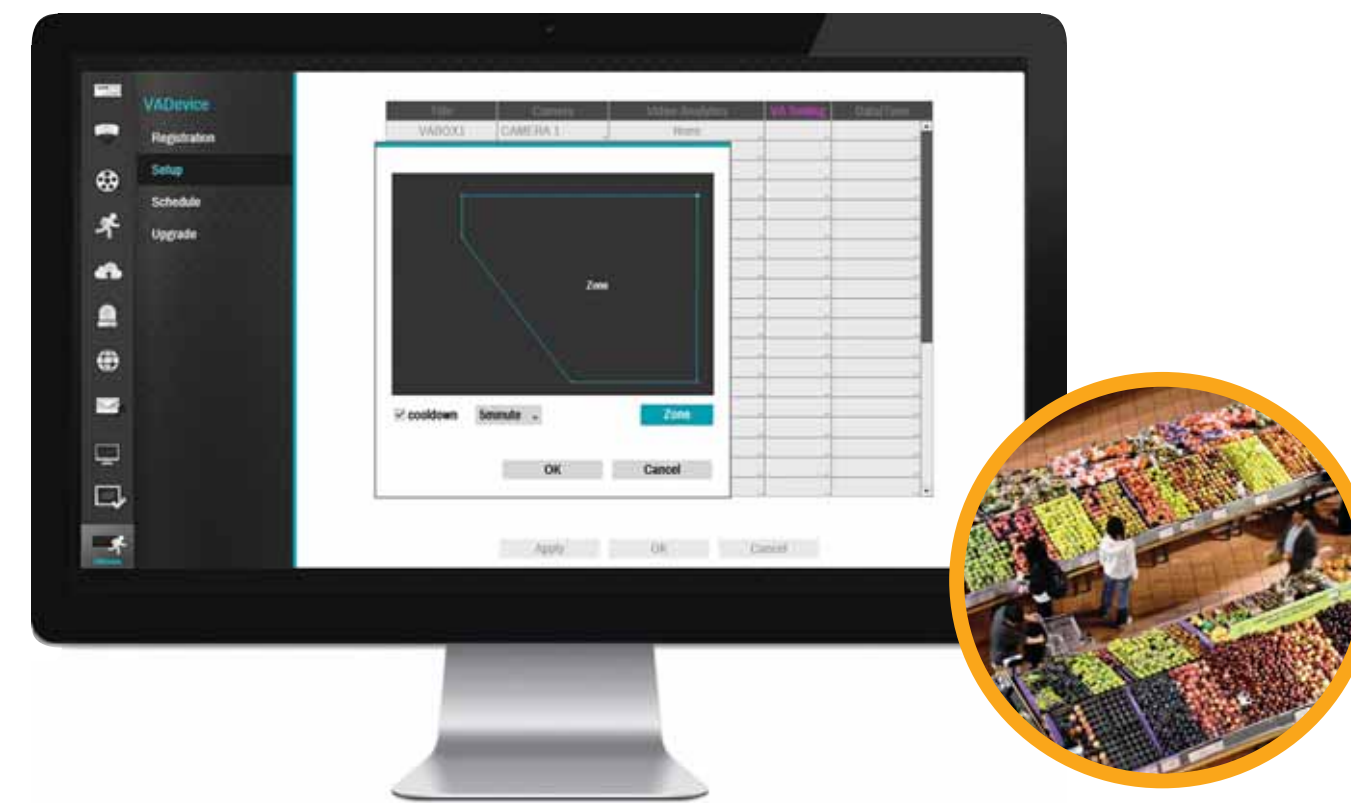 VADevice
Registration
Setup
Schedule
Upgrade
Title Camera Video Analytics VA Setting Date/Time
VABOX1 CAMERA 1 None
Zone
cooldown 5minute Zone
OK Cancel
Apply OK Cancel